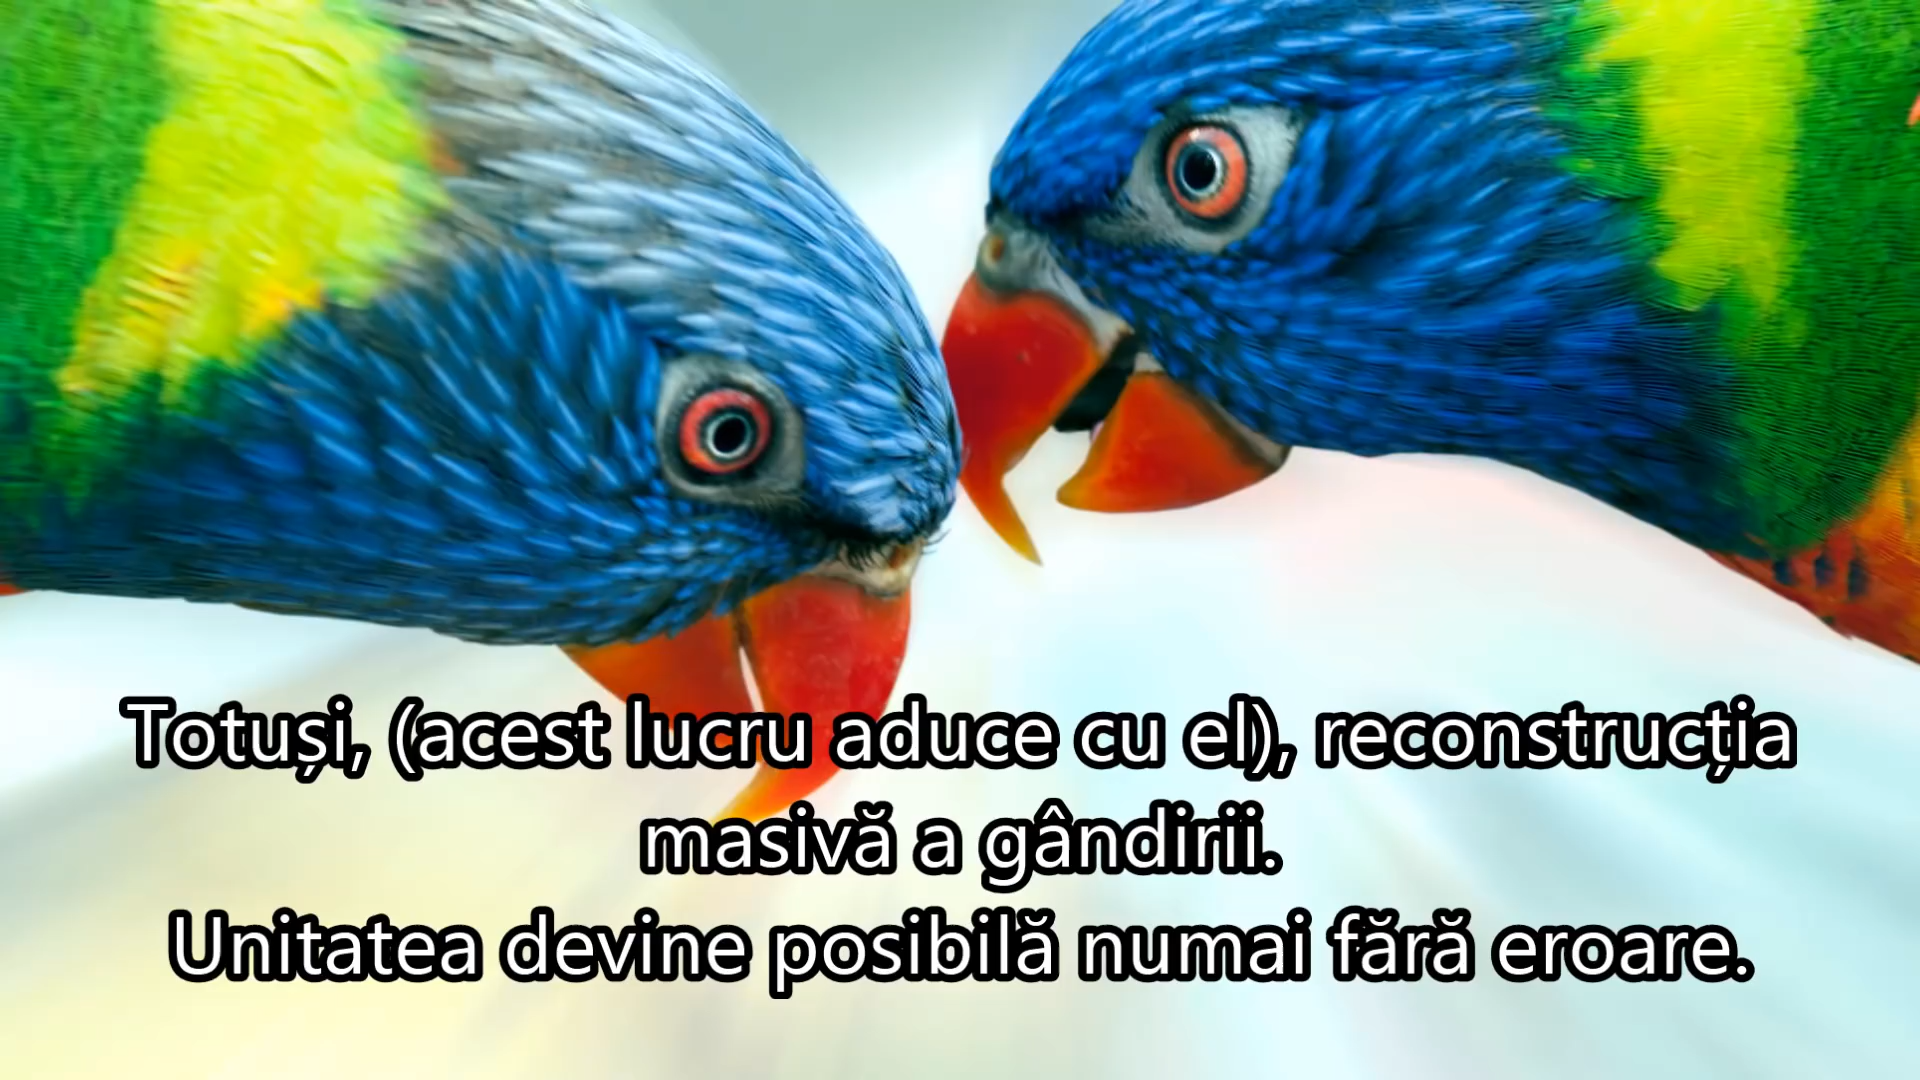 Totuși, (acest lucru aduce cu el), reconstrucția
masivă a gândirii.
Unitatea devine posibilă numai fără eroare.